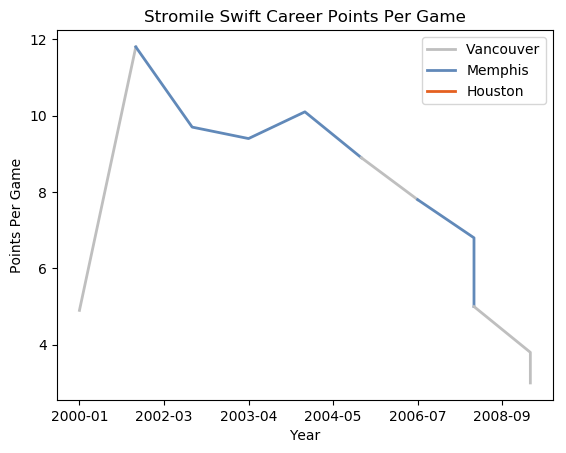 Stromile Swift Career Points Per Game
Vancouver
Memphis
Houston
Points Per Game
12
10
8
6
4
2000-01
2002-03
2003-04
2004-05
2006-07
2008-09
Year